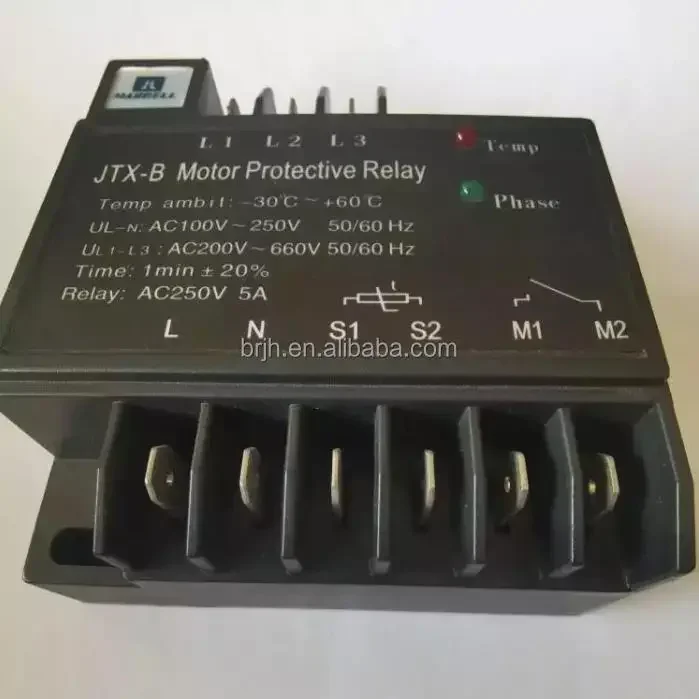 HANBELL
L1 L2 L3
Temp
JTX-B Motor Protective Relay
Phase
Temp ambit: -30℃ ~ +60℃
UL-N: AC100V~250V 50/60 Hz
UL1-L3: AC200V~660V 50/60 Hz
Time: 1min ± 20%
Relay: AC250V 5A
L N S1 S2 M1 M2
brjh.en.alibaba.com